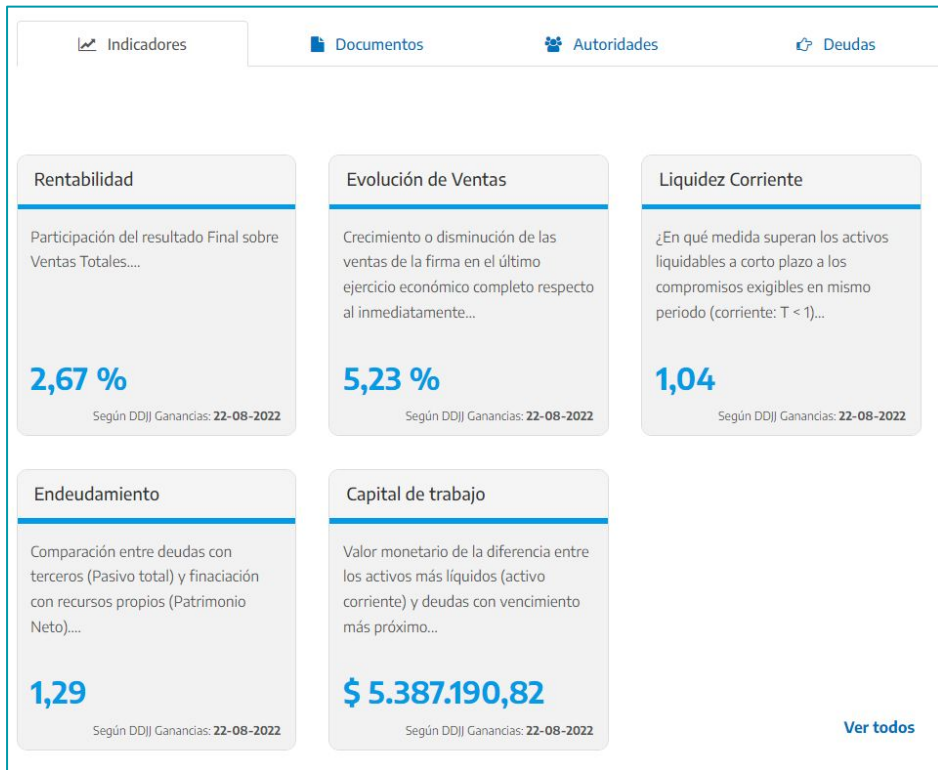 Indicadores
Documentos
Autoridades
Deudas
Rentabilidad
Participación del resultado Final sobre
Ventas Totales....
2,67 %
Según DDJJ Ganancias: 22-08-2022
Evolución de Ventas
Crecimiento o disminución de las
ventas de la firma en el último
ejercicio económico completo respecto
al inmediatamente...
5,23 %
Según DDJJ Ganancias: 22-08-2022
Liquidez Corriente
¿En qué medida superan los activos
liquidables a corto plazo a los
compromisos exigibles en mismo
periodo (corriente: T < 1)...
1,04
Según DDJJ Ganancias: 22-08-2022
Endeudamiento
Comparación entre deudas con
terceros (Pasivo total) y finaciación
con recursos propios (Patrimonio
Neto)....
1,29
Según DDJJ Ganancias: 22-08-2022
Capital de trabajo
Valor monetario de la diferencia entre
los activos más líquidos (activo
corriente) y deudas con vencimiento
más próximo...
$ 5.387.190,82
Según DDJJ Ganancias: 22-08-2022
Ver todos